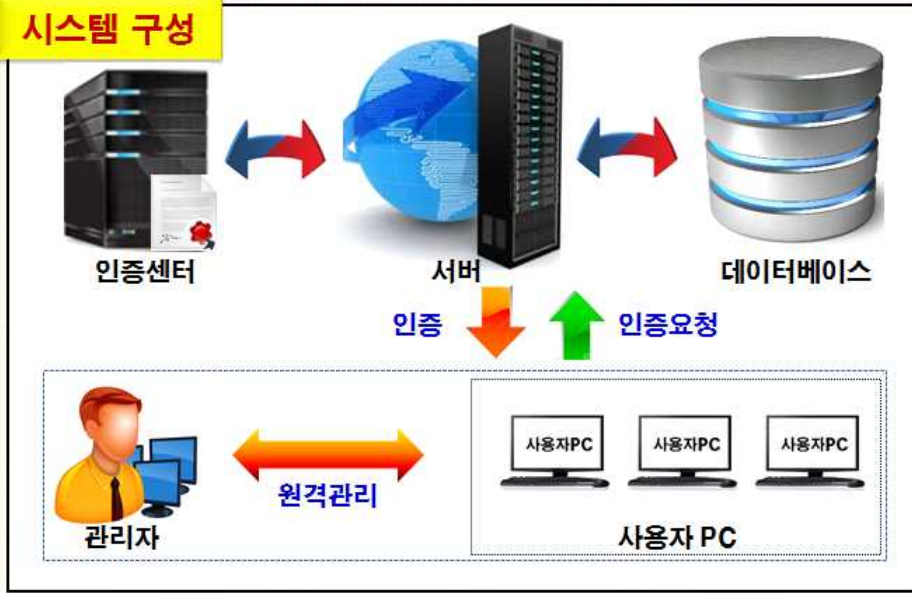 시스템 구성
인증센터
서버
데이터베이스
인증
인증요청
사용자PC
사용자PC
사용자PC
원격관리
관리자
사용자 PC